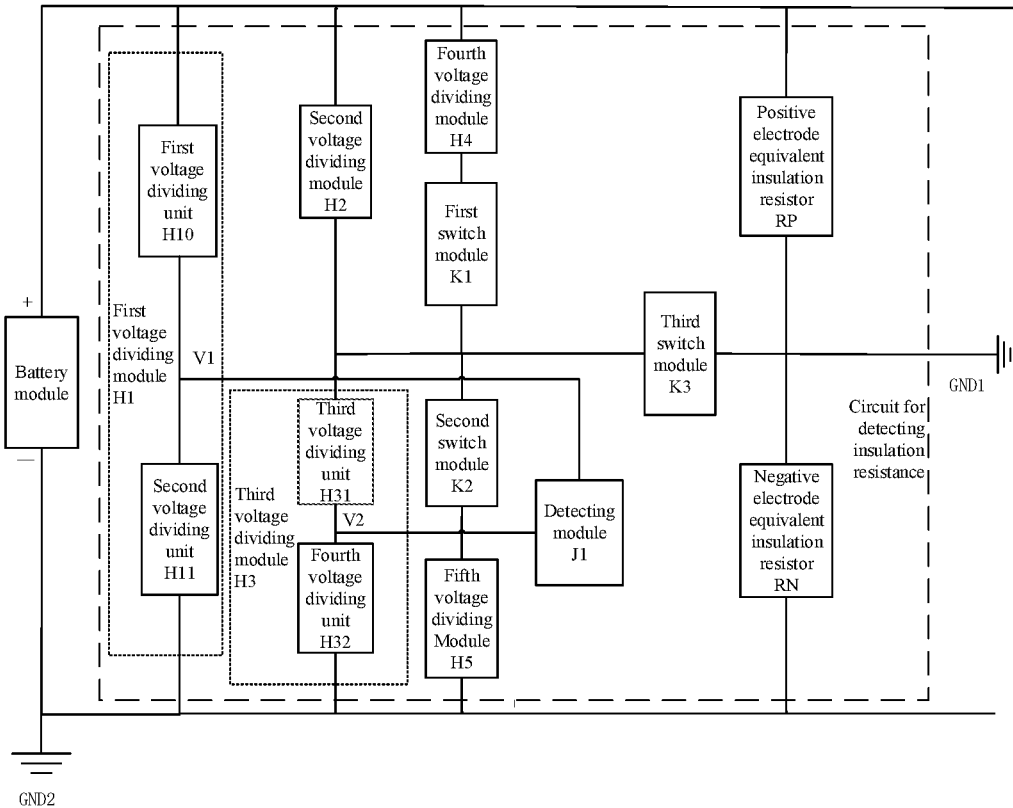 Fourth
voltage
dividing
module
H4
Second
voltage
dividing
module
H2
Positive
electrode
equivalent
insulation
resistor
RP
First
voltage
dividing
unit
H10
First
switch
module
K1
+
First
voltage
dividing
module
H1
V1
Third
switch
module
K3
GND1
Battery
module
—
Third
voltage
dividing
unit
H31
Second
switch
module
K2
Circuit for
detecting
insulation
resistance
Second
voltage
dividing
unit
H11
Third
voltage
dividing
module
H3
V2
Detecting
module
J1
Negative
electrode
equivalent
insulation
resistor
RN
Fourth
voltage
dividing
unit
H32
Fifth
voltage
dividing
Module
H5
GND2